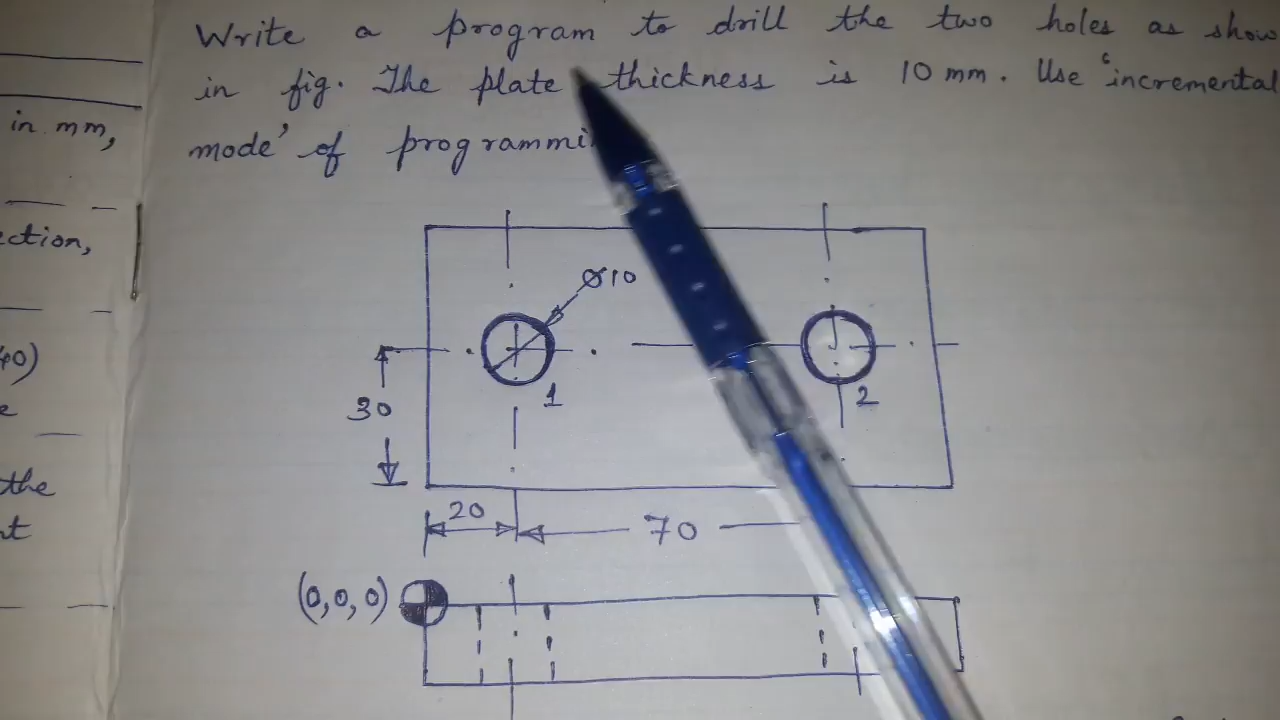 Write a program to drill the two holes as show
in fig. The plate thickness is 10 mm. Use 'incremental
mode' of programmi
in mm,
ction,
40)
e
the
t
Ø10
1
2
30
20
70
(0,0,0)